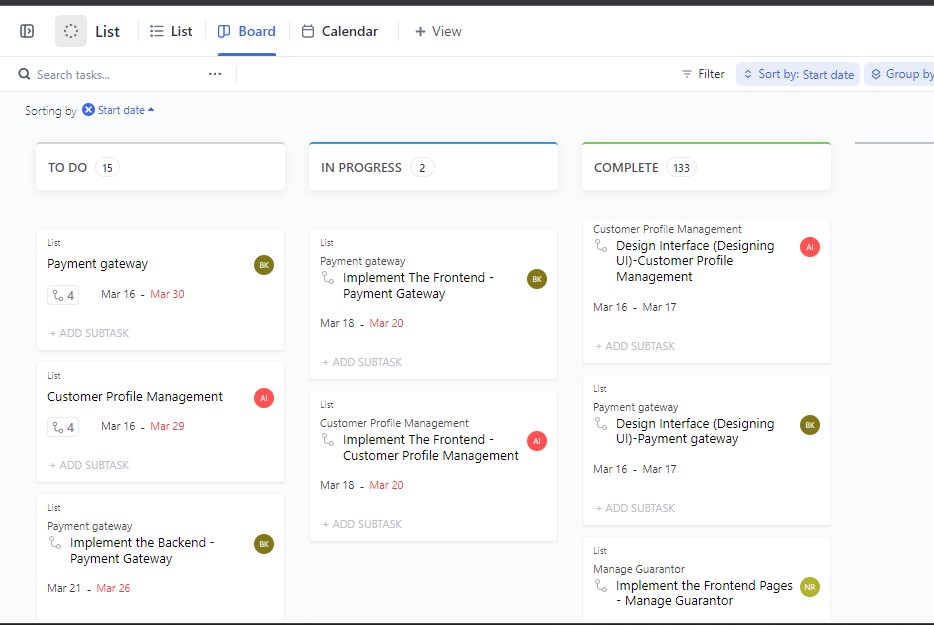 List List Board Calendar + View
Search tasks... ... Filter Sort by: Start date Group by
Sorting by Start date
TO DO 15
List
Payment gateway BK
4 Mar 16 - Mar 30
+ ADD SUBTASK
List
Customer Profile Management AI
4 Mar 16 - Mar 29
+ ADD SUBTASK
List
Payment gateway
Implement the Backend - BK
Payment Gateway
Mar 21 - Mar 26
IN PROGRESS 2
List
Payment gateway
Implement The Frontend - BK
Payment Gateway
Mar 18 - Mar 20
+ ADD SUBTASK
List
Customer Profile Management
Implement The Frontend - AI
Customer Profile Management
Mar 18 - Mar 20
+ ADD SUBTASK
COMPLETE 133
Customer Profile Management
Design Interface (Designing AI
UI)-Customer Profile
Management
Mar 16 - Mar 17
+ ADD SUBTASK
List
Payment gateway
Design Interface (Designing BK
UI)-Payment gateway
Mar 16 - Mar 17
+ ADD SUBTASK
List
Manage Guarantor
Implement the Frontend Pages NR
- Manage Guarantor